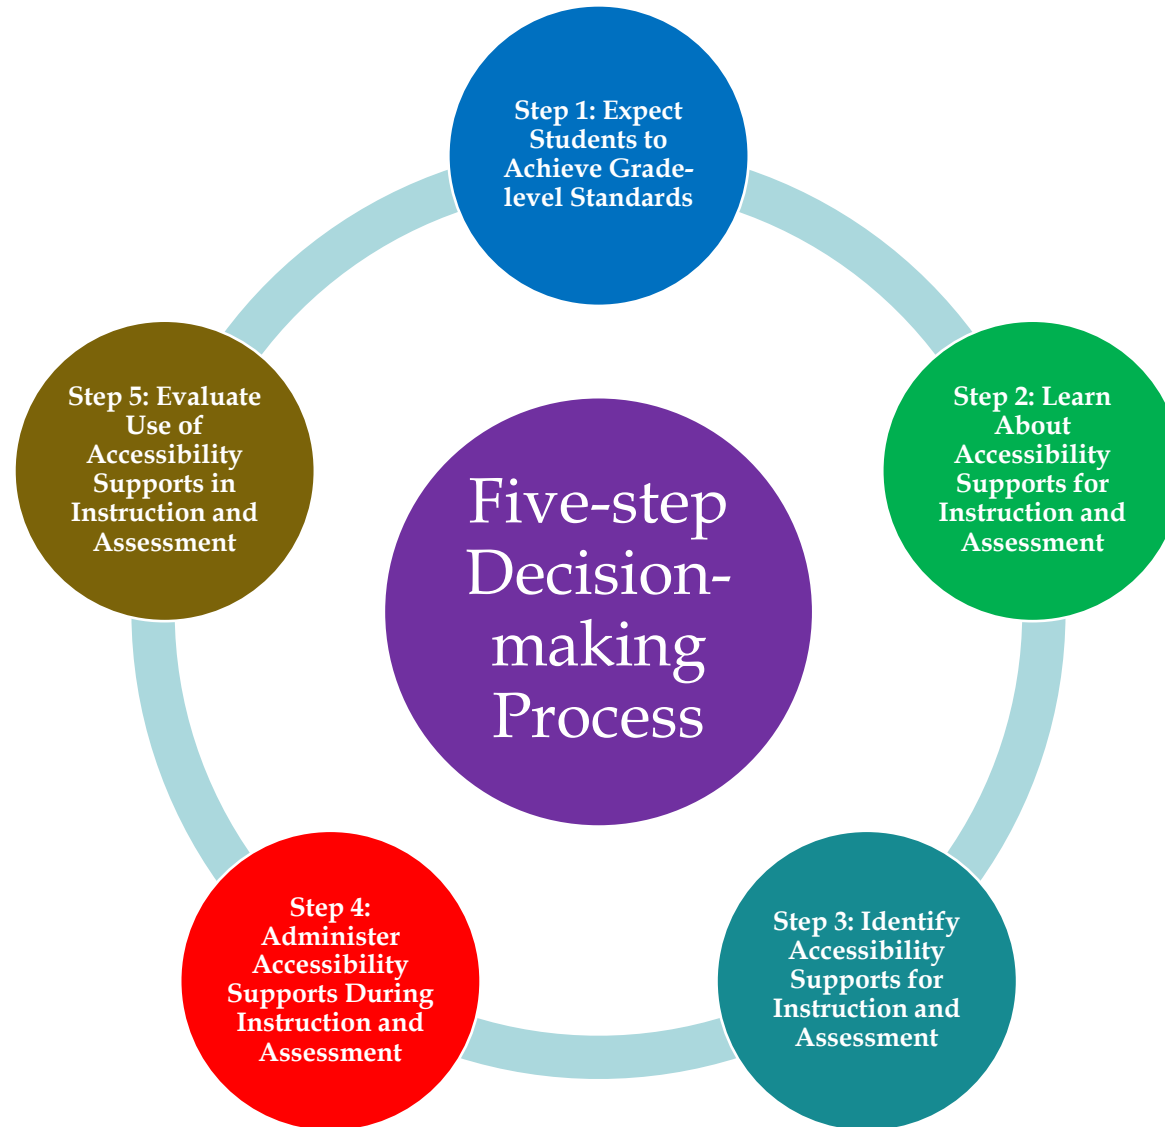 Step 1: Expect
Students to
Achieve Grade-
level Standards
Step 2: Learn
About
Accessibility
Supports for
Instruction and
Assessment
Step 3: Identify
Accessibility
Supports for
Instruction and
Assessment
Step 4:
Administer
Accessibility
Supports During
Instruction and
Assessment
Step 5: Evaluate
Use of
Accessibility
Supports in
Instruction and
Assessment
Five-step
Decision-
making
Process